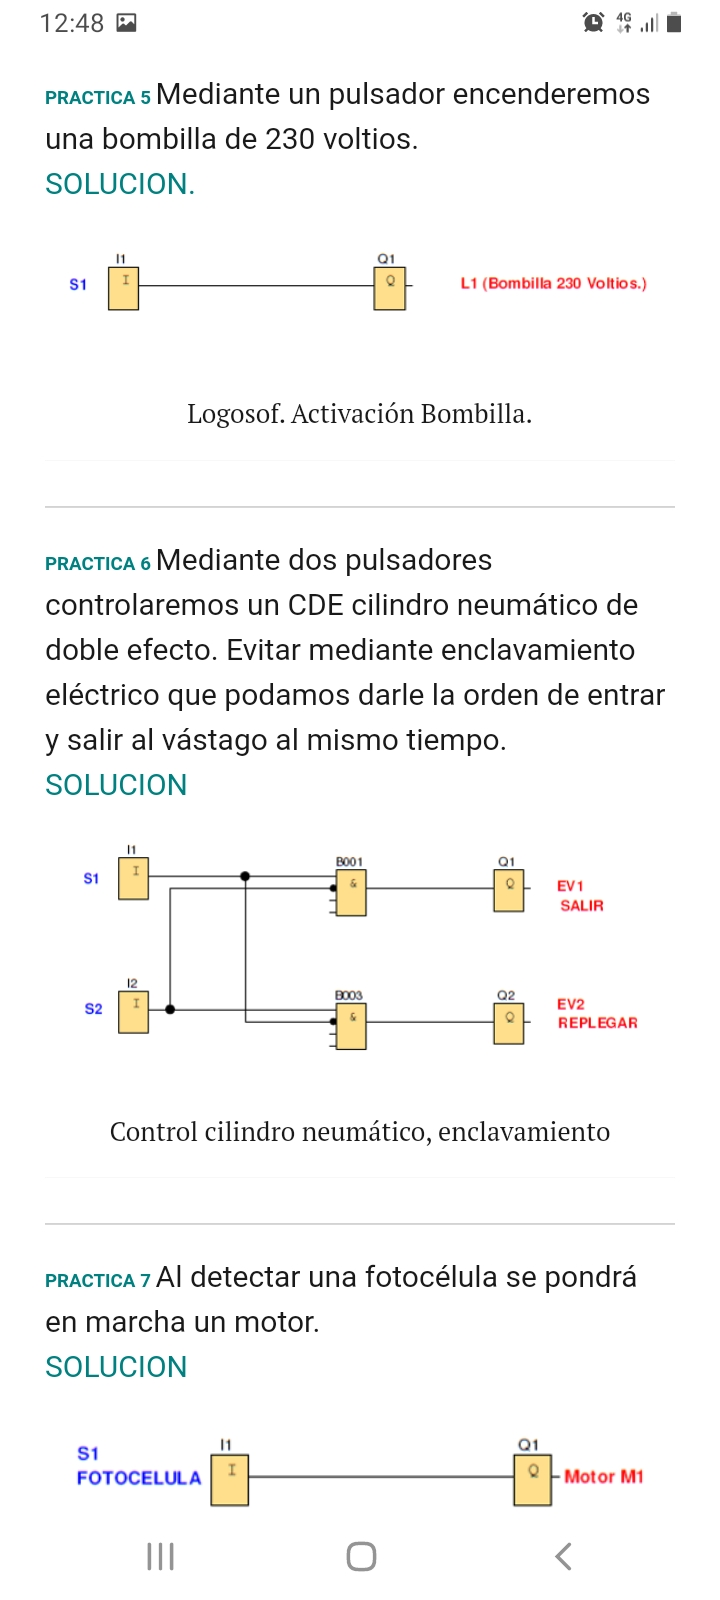 12:48
4G
PRACTICA 5 Mediante un pulsador encenderemos
una bombilla de 230 voltios.
SOLUCION.
I1
Q1
S1
I
Q
L1 (Bombilla 230 Voltios.)
Logosof. Activación Bombilla.
PRACTICA 6 Mediante dos pulsadores
controlaremos un CDE cilindro neumático de
doble efecto. Evitar mediante enclavamiento
eléctrico que podamos darle la orden de entrar
y salir al vástago al mismo tiempo.
SOLUCION
I1
B001
Q1
S1
I
&
Q
EV1
SALIR
I2
B003
Q2
S2
I
&
Q
EV2
REPLEGAR
Control cilindro neumático, enclavamiento
PRACTICA 7 Al detectar una fotocélula se pondrá
en marcha un motor.
SOLUCION
I1
Q1
S1
FOTOCELULA
I
Q
Motor M1